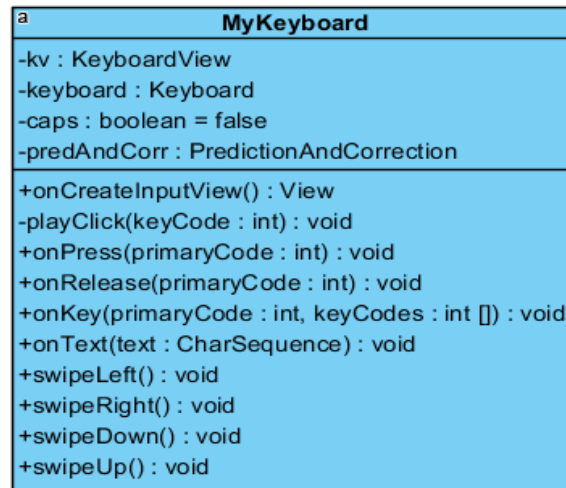 a
MyKeyboard
-kv : KeyboardView
-keyboard : Keyboard
-caps : boolean = false
-predAndCorr : PredictionAndCorrection
+onCreateInputView() : View
-playClick(keyCode : int) : void
+onPress(primaryCode : int) : void
+onRelease(primaryCode : int) : void
+onKey(primaryCode : int, keyCodes : int []) : void
+onText(text : CharSequence) : void
+swipeLeft() : void
+swipeRight() : void
+swipeDown() : void
+swipeUp() : void